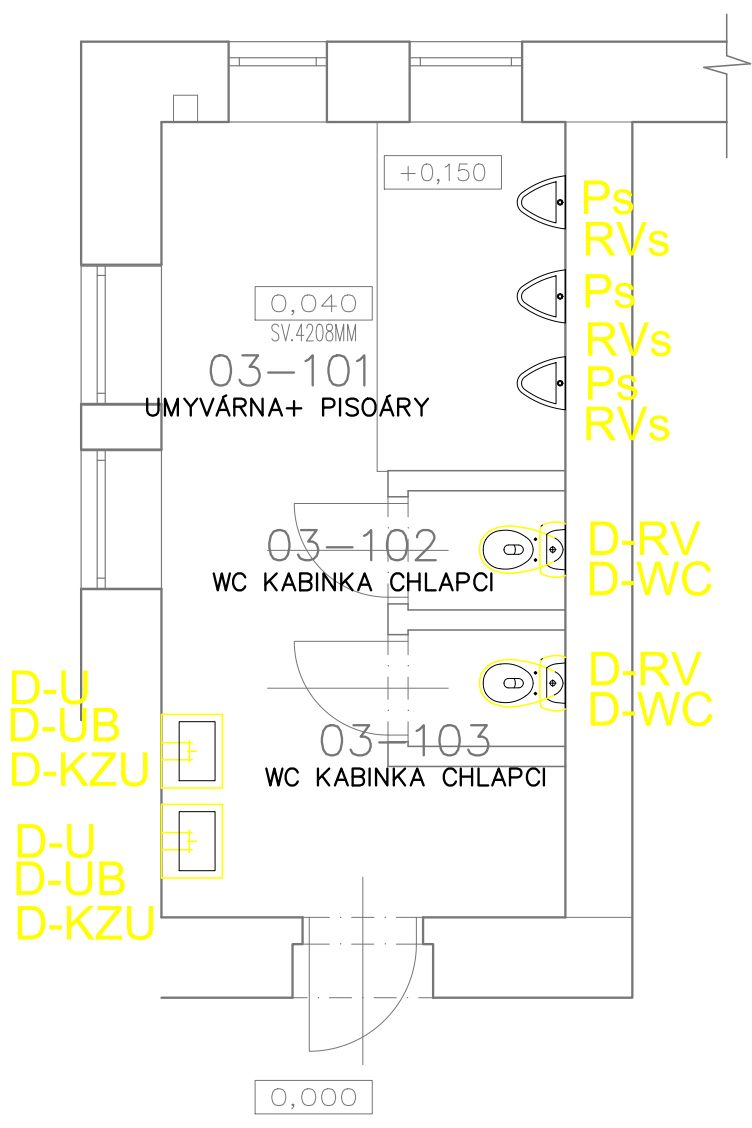 +0,150
Ps
RVs
Ps
0,040
SV.4208MM
RVs
03-101
Ps
UMYVÁRNA+ PISOÁRY
RVs
03-102
D-RV
WC KABINKA CHLAPCI
D-WC
D-RV
D-U
D-WC
D-UB
03-103
D-KZU
WC KABINKA CHLAPCI
D-U
D-UB
D-KZU
0,000